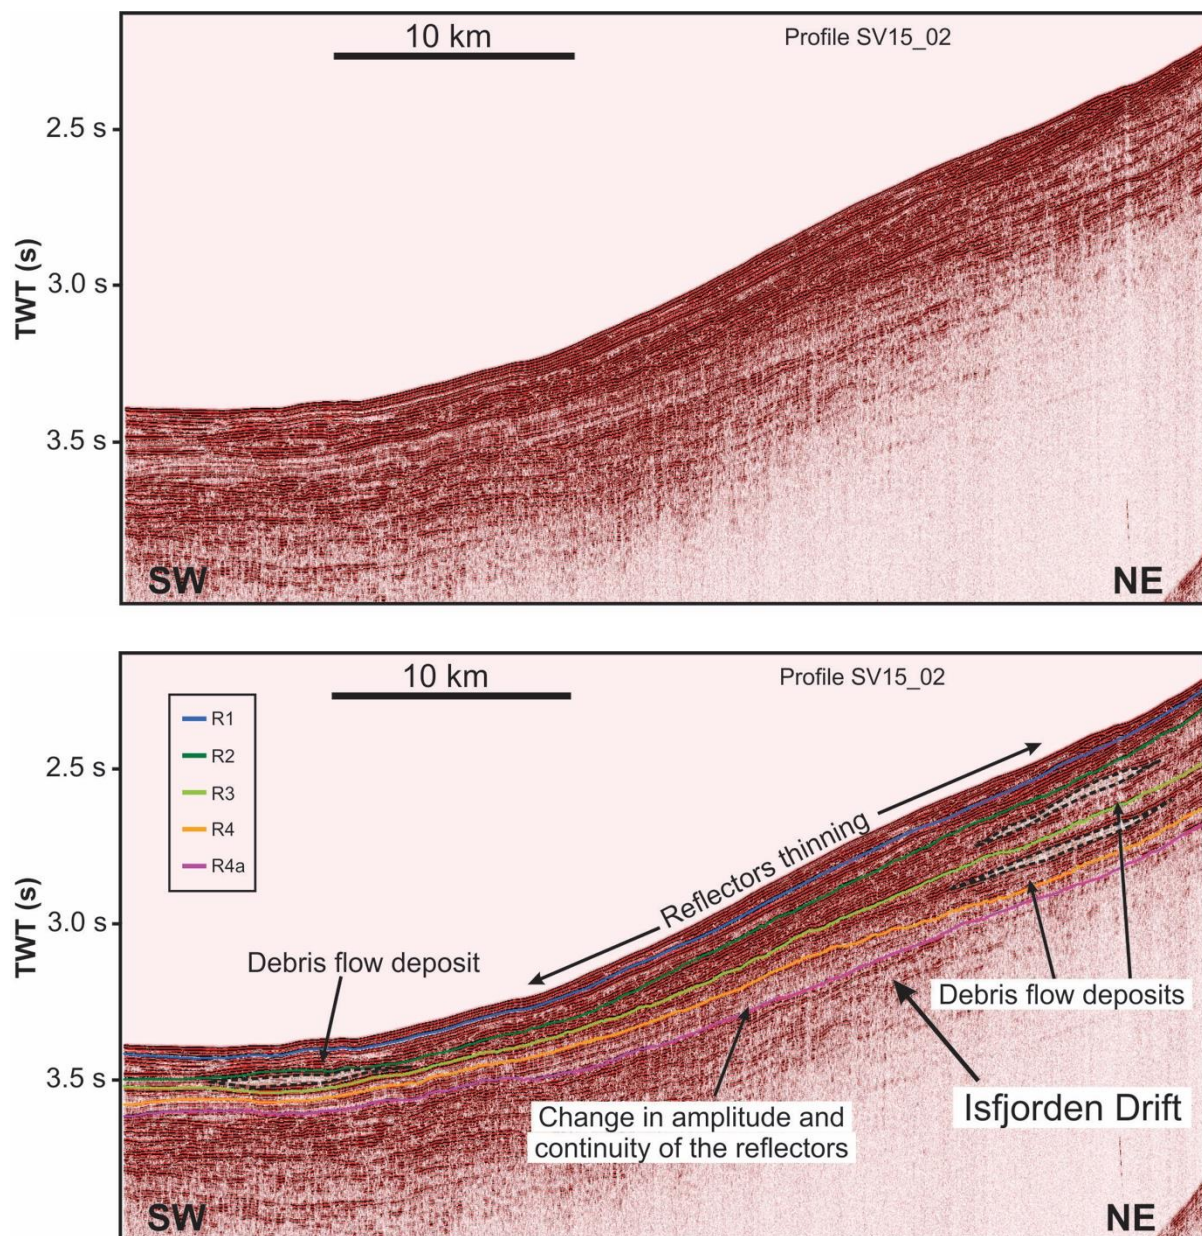 10 km
Profile SV15_02
2.5 s
3.0 s
3.5 s
TWT (s)
SW
NE
10 km
Profile SV15_02
R1
R2
R3
R4
R4a
2.5 s
3.0 s
3.5 s
TWT (s)
Reflectors thinning
Debris flow deposit
Debris flow deposits
Isfjorden Drift
Change in amplitude and
continuity of the reflectors
SW
NE